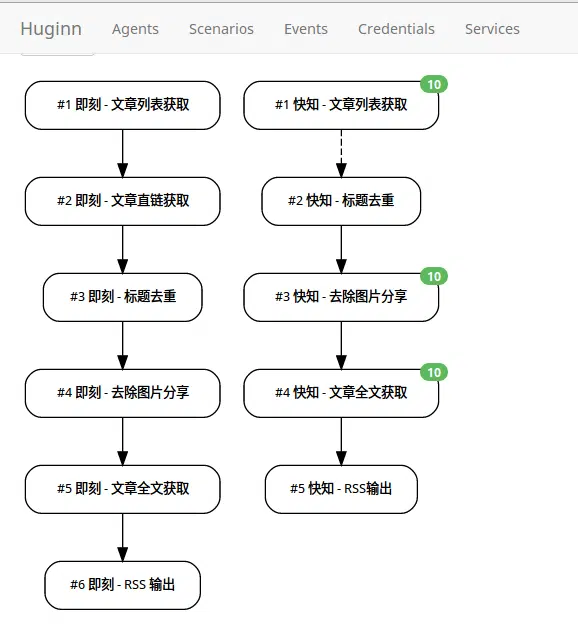 Huginn Agents Scenarios Events Credentials Services
#1 即刻 - 文章列表获取
#2 即刻 - 文章直链获取
#3 即刻 - 标题去重
#4 即刻 - 去除图片分享
#5 即刻 - 文章全文获取
#6 即刻 - RSS 输出
10
#1 快知 - 文章列表获取
#2 快知 - 标题去重
10
#3 快知 - 去除图片分享
10
#4 快知 - 文章全文获取
#5 快知 - RSS输出